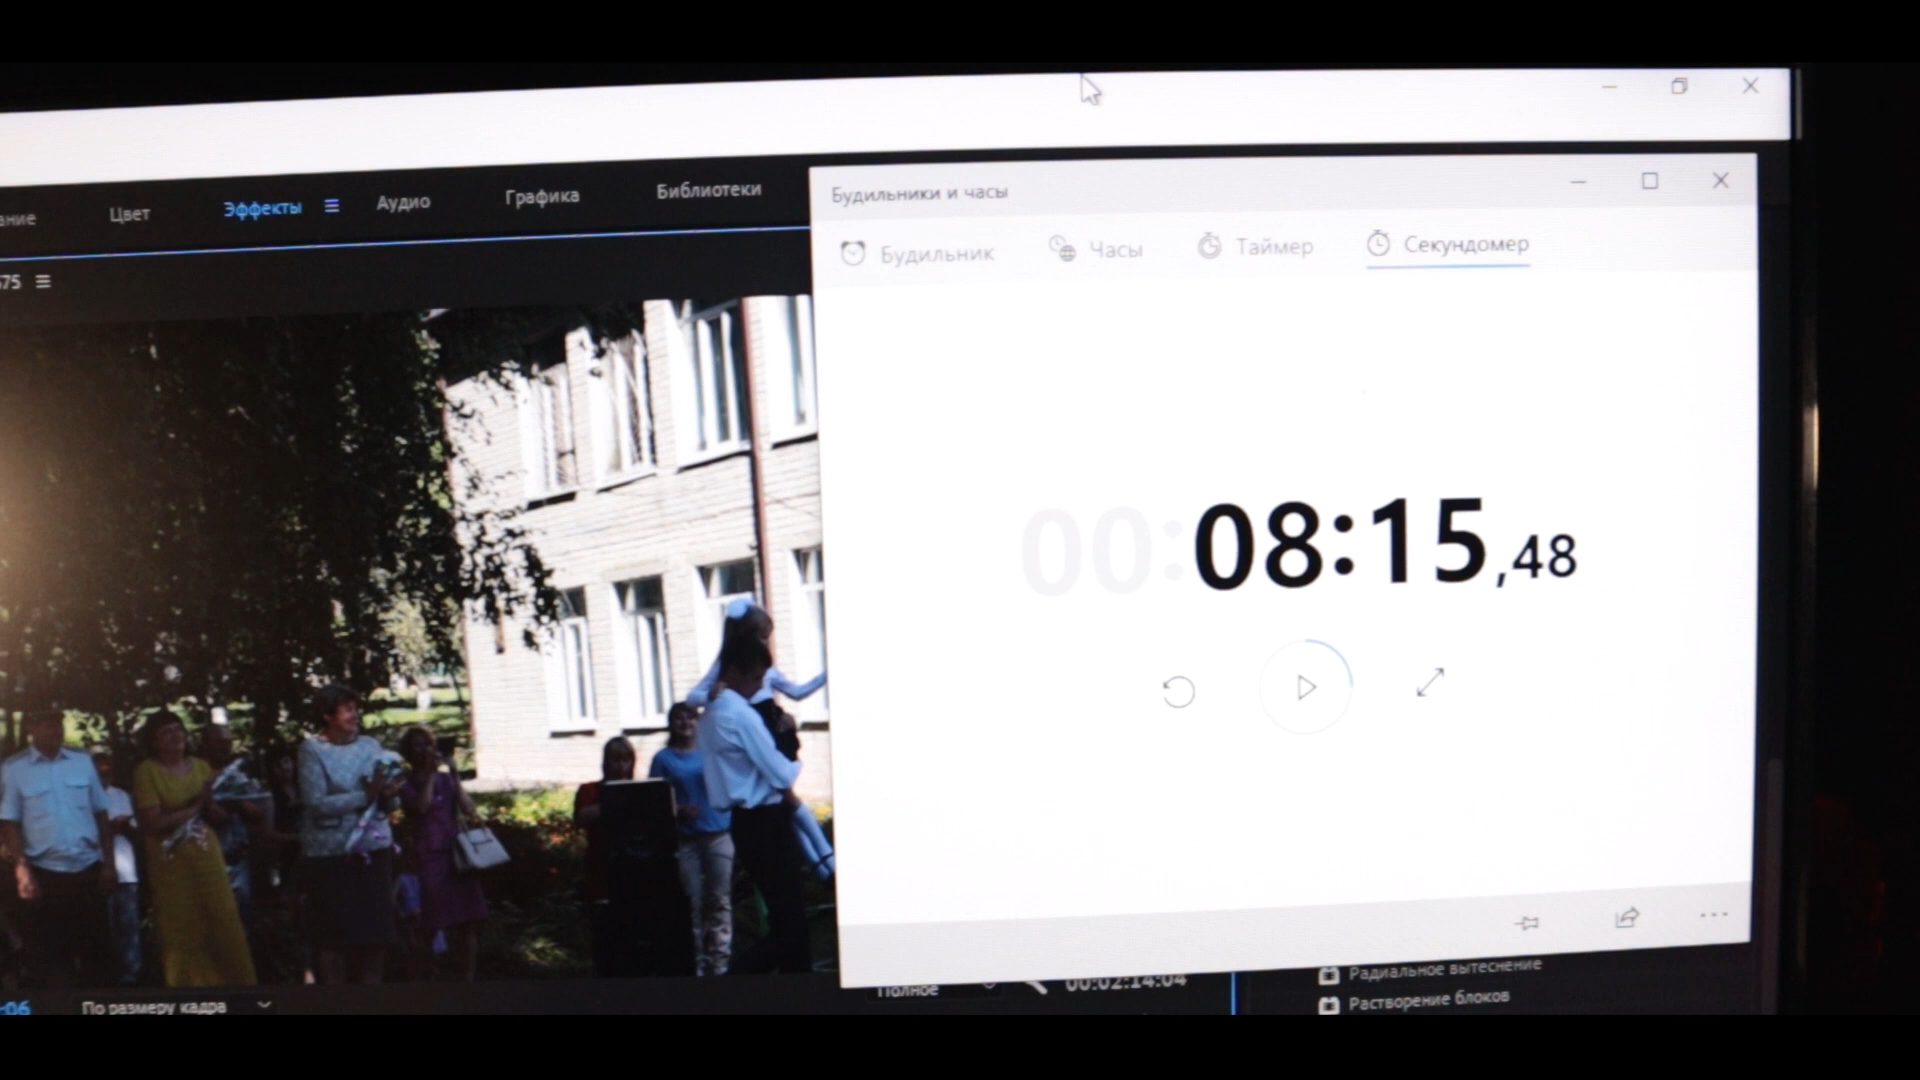 Цвет
Эффекты
Аудио
Графика
Библиотеки
75
Будильники и часы
Будильник
Часы
Таймер
Секундомер
00:08:15,48
:06
По размеру кадра
Полное
00:02:14:04
Радиальное вытеснение
Растворение блоков